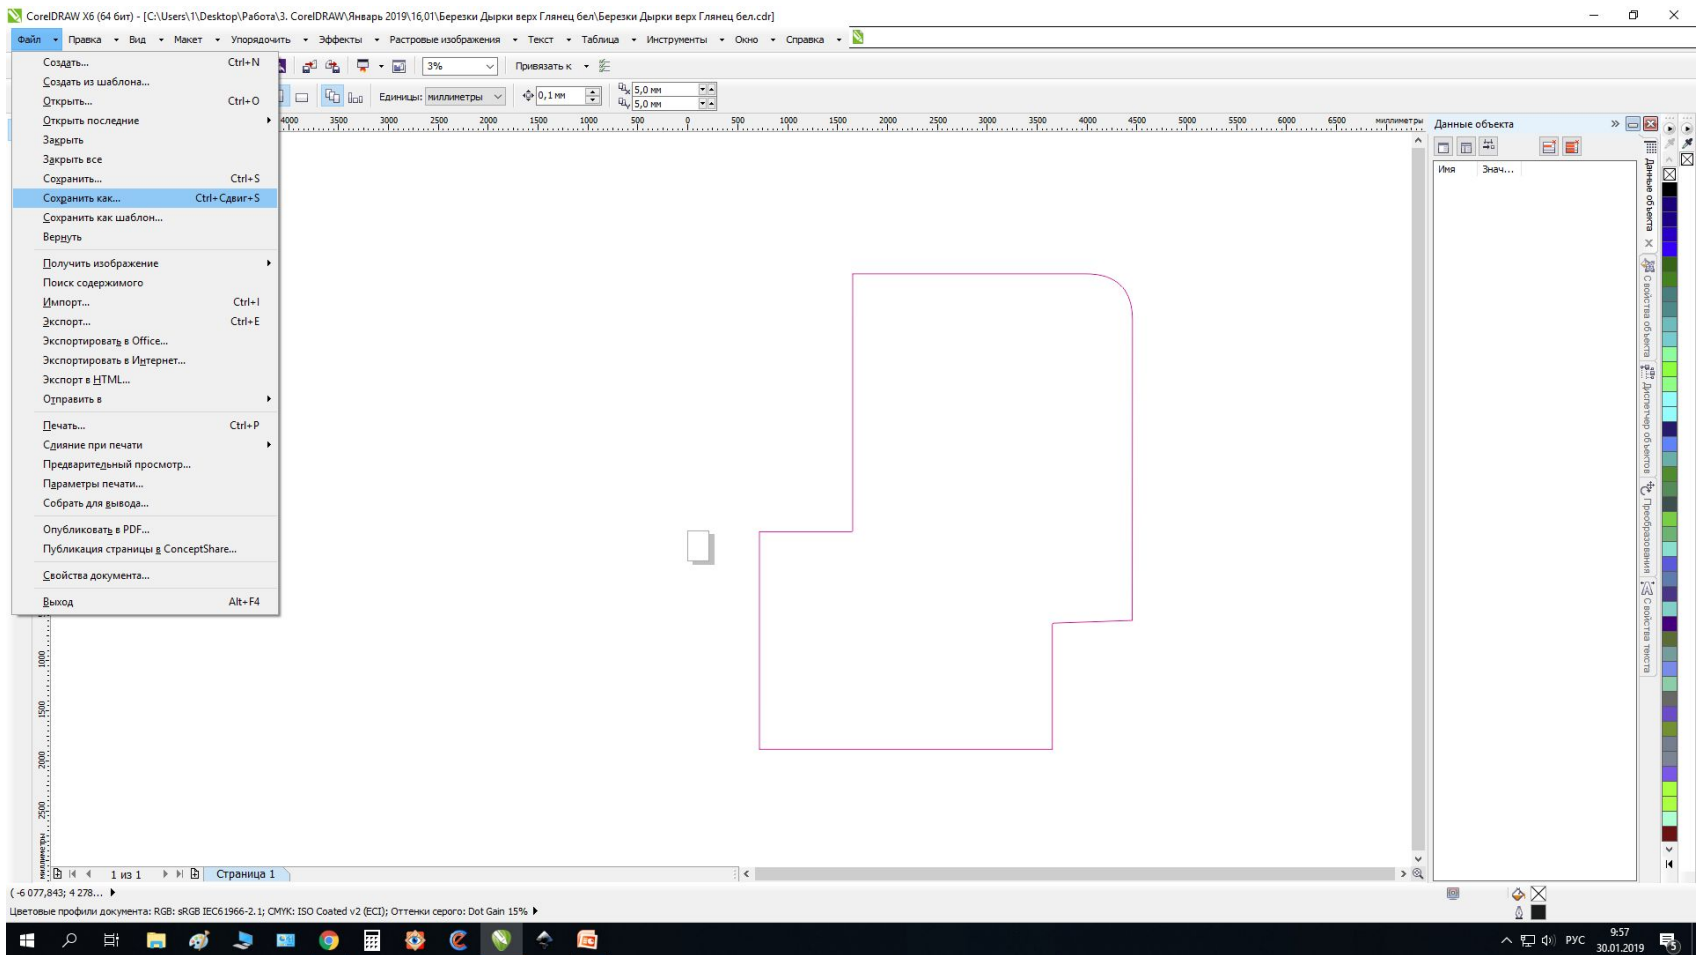 CorelDRAW X6 (64 бит) - [C:\Users\1\Desktop\Работа\3. CorelDRAW\Январь 2019\16,01\Березки Дырки верх Глянец бел\Березки Дырки верх Глянец бел.cdr]
Файл Правка Вид Макет Упорядочить Эффекты Растровые изображения Текст Таблица Инструменты Окно Справка
Создать... Ctrl+N
Создать из шаблона...
Открыть... Ctrl+O
Открыть последние
Закрыть
Закрыть все
Сохранить... Ctrl+S
Сохранить как... Ctrl+Сдвиг+S
Сохранить как шаблон...
Вернуть
Получить изображение
Поиск содержимого
Импорт... Ctrl+I
Экспорт... Ctrl+E
Экспортировать в Office...
Экспортировать в Интернет...
Экспорт в HTML...
Отправить в
Печать... Ctrl+P
Слияние при печати
Предварительный просмотр...
Параметры печати...
Собрать для вывода...
Опубликовать в PDF...
Публикация страницы в ConceptShare...
Свойства документа...
Выход Alt+F4
3% Привязать к
Единицы: миллиметры 0,1 мм 5,0 мм
5,0 мм
4000 3500 3000 2500 2000 1500 1000 500 0 500 1000 1500 2000 2500 3000 3500 4000 4500 5000 5500 6000 6500 миллиметры
Данные объекта
Имя Знач...
Данные объекта
Свойства объекта
Диспетчер объектов
Преобразования
Свойства текста
1000
1500
2000
2500
миллиметры
1 из 1 Страница 1
( -6 077,843; 4 278...
Цветовые профили документа: RGB: sRGB IEC61966-2.1; CMYK: ISO Coated v2 (ECI); Оттенки серого: Dot Gain 15%
РУС
9:57
30.01.2019
5